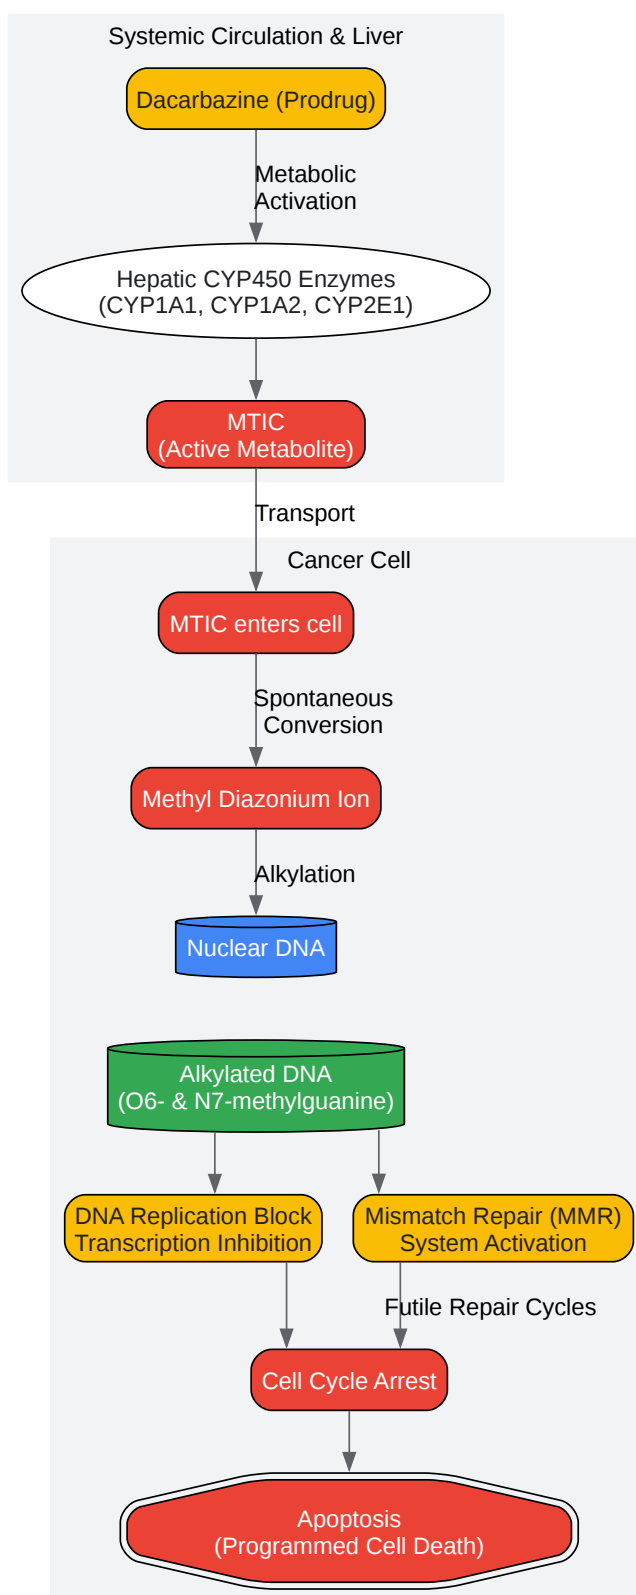 Systemic Circulation & Liver
Dacarbazine (Prodrug)
Metabolic
Activation
Hepatic CYP450 Enzymes
(CYP1A1, CYP1A2, CYP2E1)
MTIC
(Active Metabolite)
Transport
Cancer Cell
MTIC enters cell
Spontaneous
Conversion
Methyl Diazonium Ion
Alkylation
Nuclear DNA
Alkylated DNA
(O6- & N7-methylguanine)
DNA Replication Block
Transcription Inhibition
Mismatch Repair (MMR)
System Activation
Futile Repair Cycles
Cell Cycle Arrest
Apoptosis
(Programmed Cell Death)